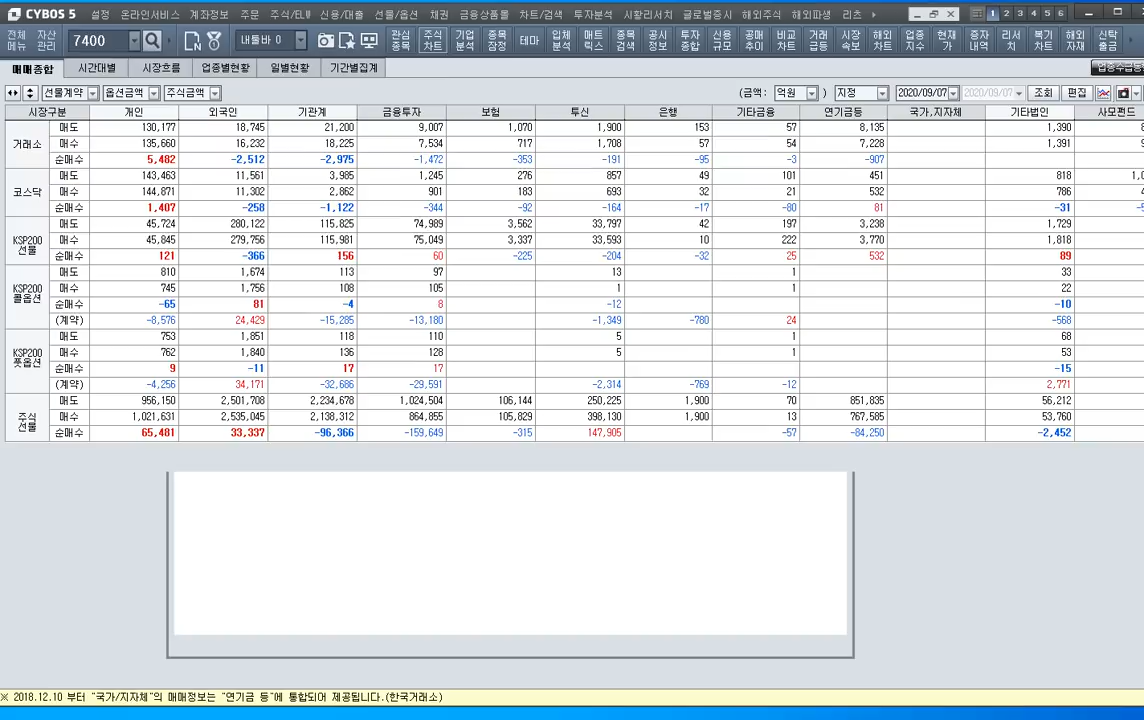 CYBOS 5 설정 온라인서비스 계좌정보 주문 주식/ELW 신용/대출 선물/옵션 채권 금융상품몰 차트/검색 투자분석 시황리서치 글로벌증시 해외주식 해외파생 리츠 1 2 3 4 5 6
전체메뉴 자산관리 7400 내툴바 0 관심종목 주식차트 기업분석 종목잠정 테마 업체분석 매트릭스 종목검색 공시정보 투자종합 신용규모 공매추이 비교차트 거래급등 시장속보 해외차트 업종지수 현재가 증자내역 리서치 복기차트 해외자재 신탁출금
매매종합 시간대별 시장흐름 업종별현황 일별현황 기간별집계
선물계약 옵션금액 주식금액 (금액: 억원 ) 지정 2020/09/07 2020/09/07 조회 편집
시장구분 개인 외국인 기관계 금융투자 보험 투신 은행 기타금융 연기금등 국가,지자체 기타법인 사모펀드
거래소 매도 130,177 18,745 21,200 9,007 1,070 1,900 153 57 8,135 1,390
매수 135,660 16,232 18,225 7,534 717 1,708 57 54 7,228 1,391
순매수 5,482 -2,512 -2,975 -1,472 -353 -191 -95 -3 -907
코스닥 매도 143,463 11,561 3,985 1,245 276 857 49 101 451 818
매수 144,871 11,302 2,862 901 183 693 32 21 532 786
순매수 1,407 -258 -1,122 -344 -92 -164 -17 -80 81 -31
KSP200 선물 매도 45,724 280,122 115,825 74,989 3,562 33,797 42 197 3,238 1,729
매수 45,845 279,756 115,981 75,049 3,337 33,593 10 222 3,770 1,818
순매수 121 -366 156 60 -225 -204 -32 25 532 89
KSP200 콜옵션 매도 810 1,674 113 97 13 1 33
매수 745 1,756 108 105 1 1 22
순매수 -65 81 -4 8 -12 -10
(계약) -8,576 24,429 -15,285 -13,180 -1,349 -780 24 -568
KSP200 풋옵션 매도 753 1,851 118 110 5 1 68
매수 762 1,840 136 128 5 1 53
순매수 9 -11 17 17 -15
(계약) -4,256 34,171 -32,686 -29,591 -2,314 -769 -12 2,771
주식 선물 매도 956,150 2,501,708 2,234,678 1,024,504 106,144 250,225 1,900 70 851,835 56,212
매수 1,021,631 2,535,045 2,138,312 864,855 105,829 398,130 1,900 13 767,585 53,760
순매수 65,481 33,337 -96,366 -159,649 -315 147,905 -57 -84,250 -2,452
※ 2018.12.10 부터 "국가/지자체"의 매매정보는 "연기금 등"에 통합되어 제공됩니다.(한국거래소)